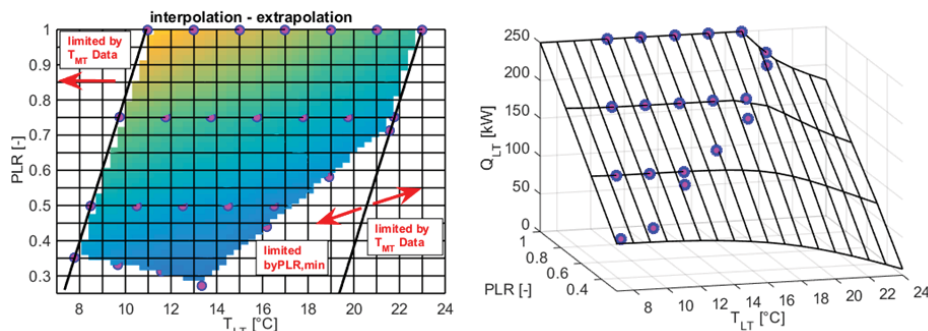 interpolation - extrapolation
1
0.9
0.8
0.7
0.6
0.5
0.4
0.3
PLR [-]
limited by
T_MT Data
limited
byPLR,min
limited by
T_MT Data
8 10 12 14 16 18 20 22 24
T_LT [°C]
250
200
150
100
50
0
Q_LT [kW]
1
0.8
0.6
0.4
PLR [-]
8 10 12 14 16 18 20 22 24
T_LT [°C]